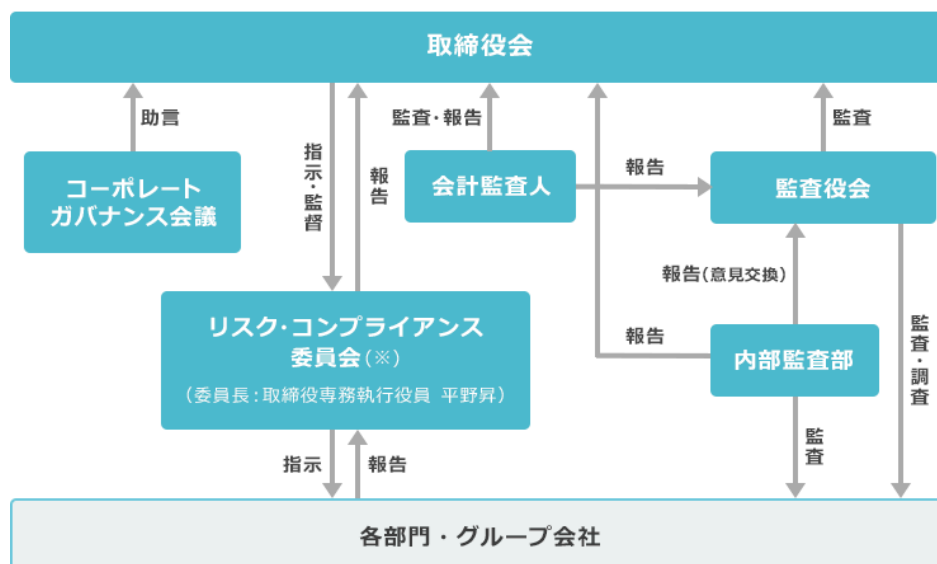 取締役会
助言
指示・監督
報告
監査・報告
報告
監査
コーポレート
ガバナンス会議
会計監査人
監査役会
報告(意見交換)
リスク・コンプライアンス
委員会(※)
(委員長:取締役専務執行役員 平野昇)
報告
内部監査部
監査・調査
指示
報告
監査
各部門・グループ会社